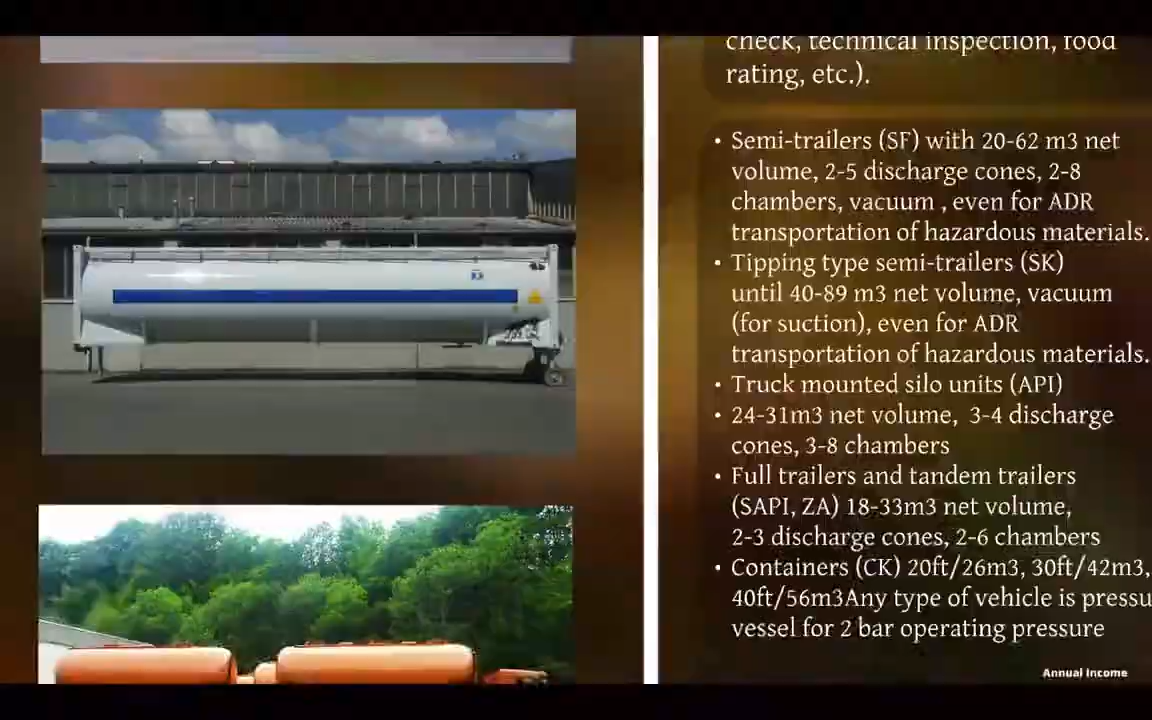 check, technical inspection, food
rating, etc.).
• Semi-trailers (SF) with 20-62 m3 net
volume, 2-5 discharge cones, 2-8
chambers, vacuum , even for ADR
transportation of hazardous materials.
• Tipping type semi-trailers (SK)
until 40-89 m3 net volume, vacuum
(for suction), even for ADR
transportation of hazardous materials.
• Truck mounted silo units (API)
• 24-31m3 net volume, 3-4 discharge
cones, 3-8 chambers
• Full trailers and tandem trailers
(SAPI, ZA) 18-33m3 net volume,
2-3 discharge cones, 2-6 chambers
• Containers (CK) 20ft/26m3, 30ft/42m3,
40ft/56m3Any type of vehicle is pressu
vessel for 2 bar operating pressure
Annual Income